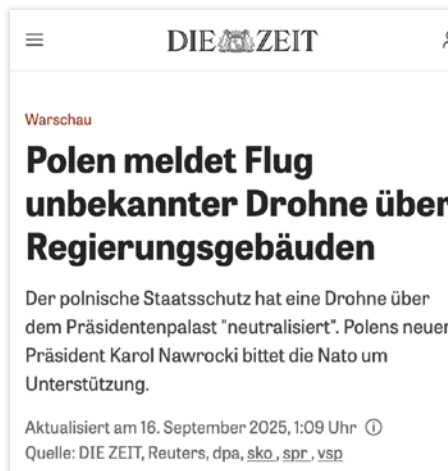 DIE ZEIT
Warschau
Polen meldet Flug
unbekannter Drohne über
Regierungsgebäuden
Der polnische Staatsschutz hat eine Drohne über
dem Präsidentenpalast "neutralisiert". Polens neuer
Präsident Karol Nawrocki bittet die Nato um
Unterstützung.
Aktualisiert am 16. September 2025, 1:09 Uhr
Quelle: DIE ZEIT, Reuters, dpa, sko, spr, vsp